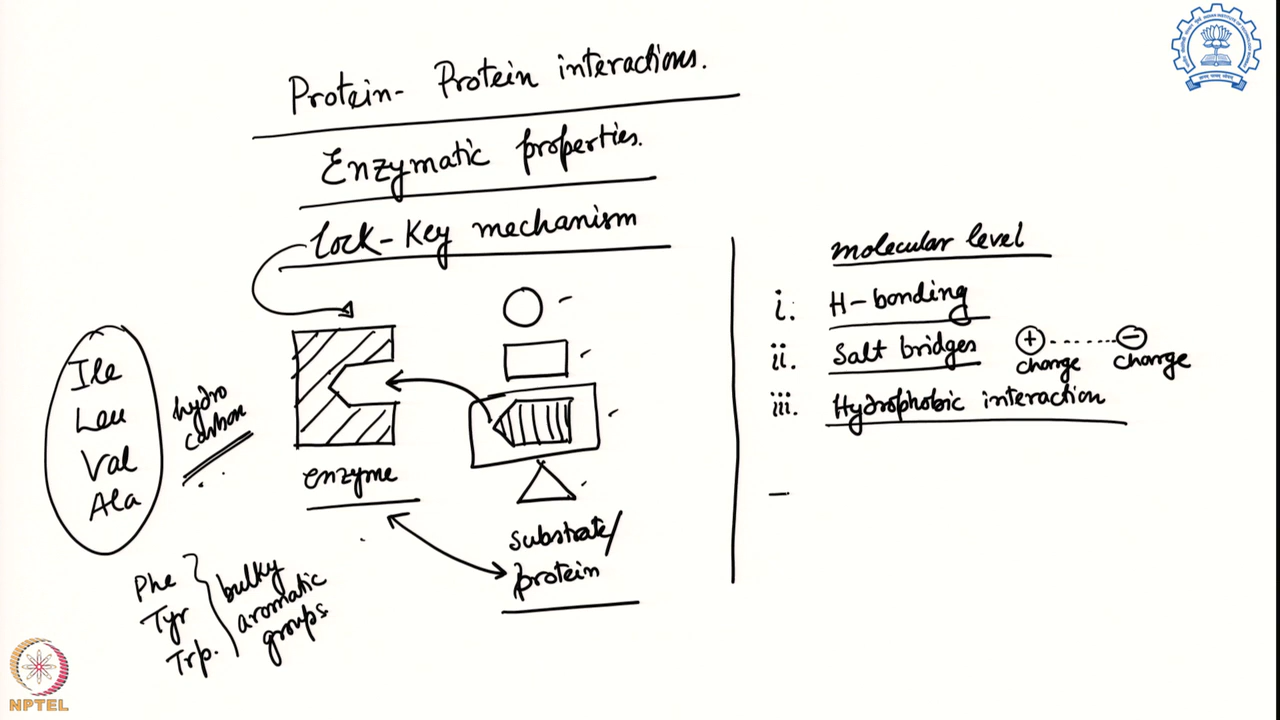 Protein- Protein interactions.
Enzymatic properties.
Lock-Key mechanism
molecular level
i. H-bonding
ii. Salt bridges
+ ------ −
charge charge
iii. Hydrophobic interaction
Ile
Leu
Val
Ala
hydro
carbon
enzyme
substrate/
protein
Phe
Tyr
Trp.
bulky
aromatic
groups
NPTEL